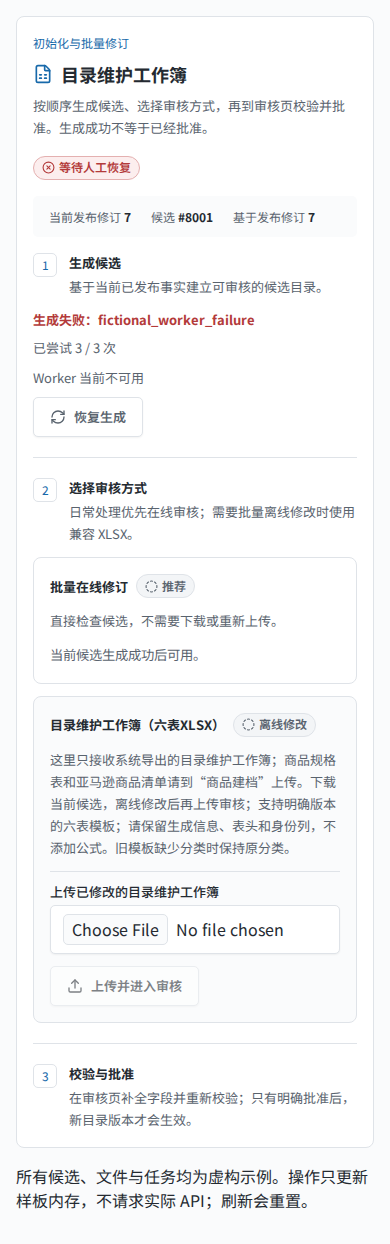 初始化与批量修订
目录维护工作簿
按顺序生成候选、选择审核方式，再到审核页校验并批
准。生成成功不等于已经批准。
等待人工恢复
当前发布修订 7 候选 #8001 基于发布修订 7
1 生成候选
基于当前已发布事实建立可审核的候选目录。
生成失败：fictional_worker_failure
已尝试 3 / 3 次
Worker 当前不可用
恢复生成
2 选择审核方式
日常处理优先在线审核；需要批量离线修改时使用
兼容 XLSX。
批量在线修订 推荐
直接检查候选，不需要下载或重新上传。
当前候选生成成功后可用。
目录维护工作簿（六表XLSX） 离线修改
这里只接收系统导出的目录维护工作簿；商品规格
表和亚马逊商品清单请到“商品建档”上传。下载
当前候选，离线修改后再上传审核；支持明确版本
的六表模板；请保留生成信息、表头和身份列，不
添加公式。旧模板缺少分类时保持原分类。
上传已修改的目录维护工作簿
Choose File No file chosen
上传并进入审核
3 校验与批准
在审核页补全字段并重新校验；只有明确批准后，
新目录版本才会生效。
所有候选、文件与任务均为虚构示例。操作只更新
样板内存，不请求实际 API；刷新会重置。